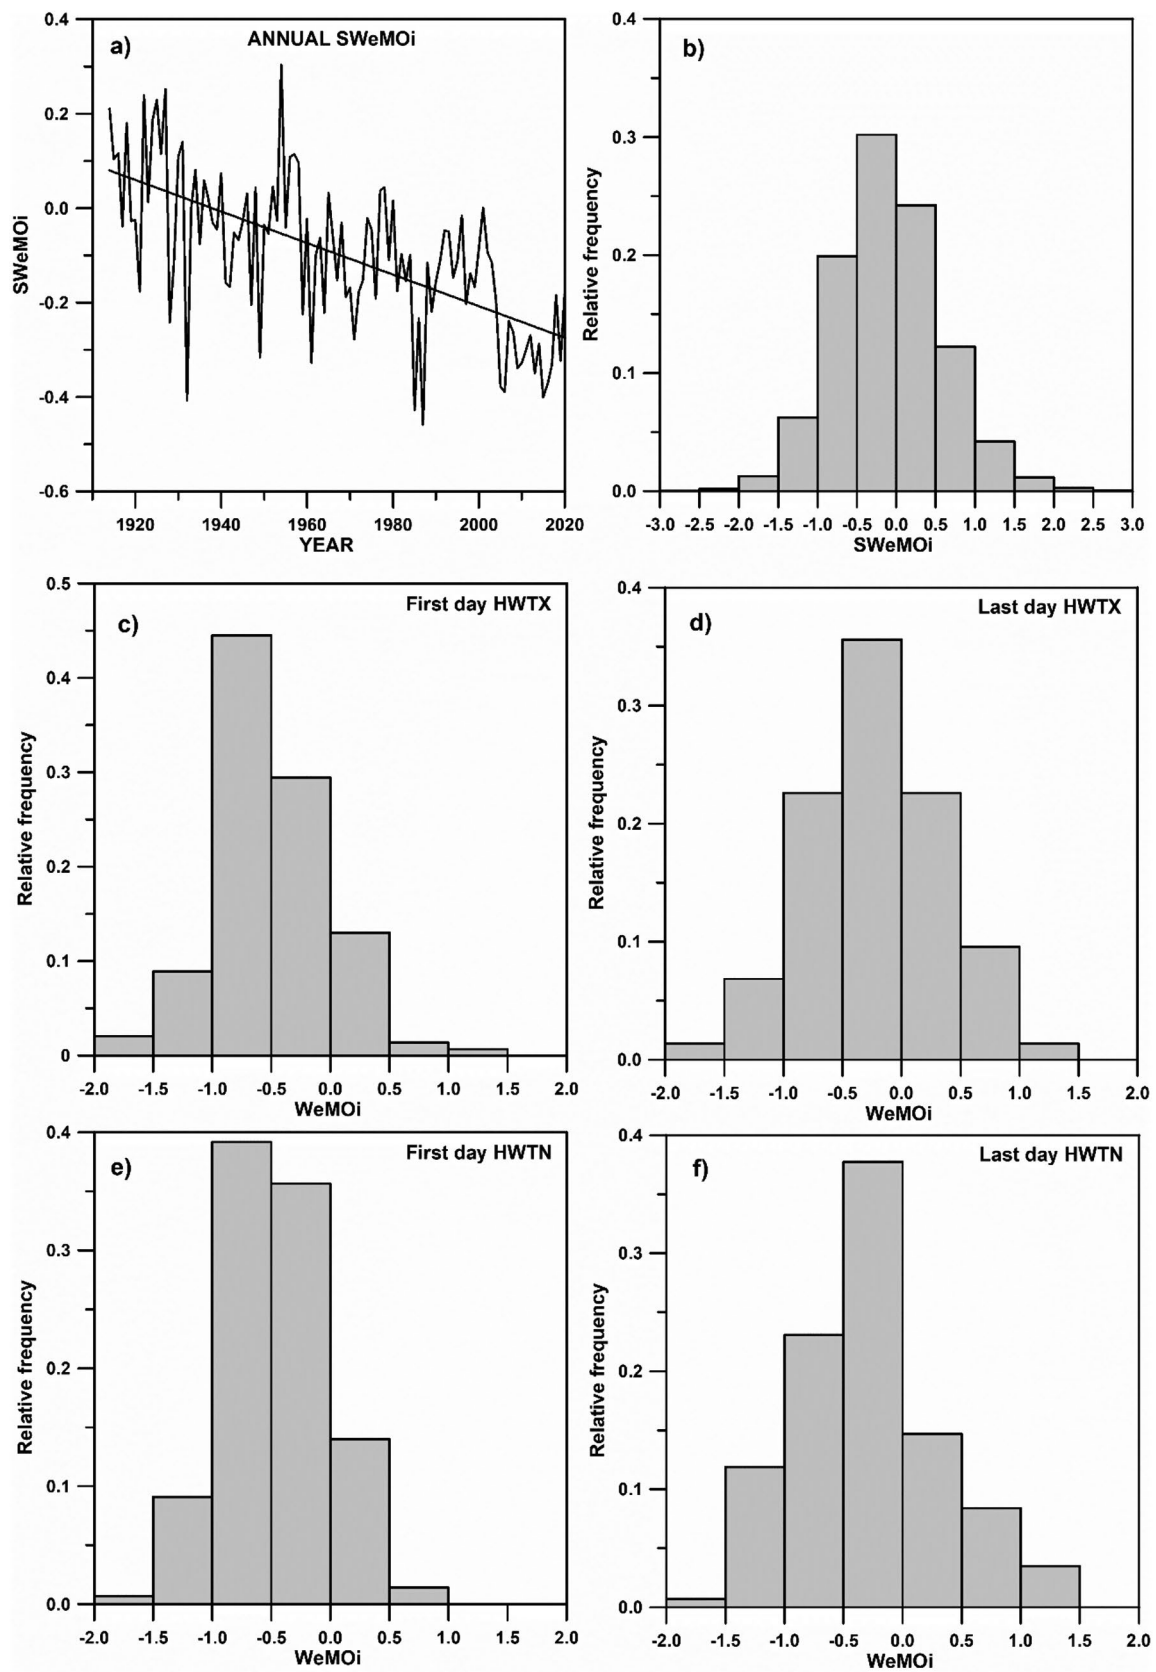 a)
ANNUAL SWeMOi
0.4
0.2
0.0
-0.2
-0.4
-0.6
SWeMOi
1920 1940 1960 1980 2000 2020
YEAR
b)
0.4
0.3
0.2
0.1
0.0
Relative frequency
-3.0 -2.5 -2.0 -1.5 -1.0 -0.5 0.0 0.5 1.0 1.5 2.0 2.5 3.0
SWeMOi
c)
First day HWTX
0.5
0.4
0.3
0.2
0.1
0
Relative frequency
-2.0 -1.5 -1.0 -0.5 0.0 0.5 1.0 1.5 2.0
WeMOi
d)
Last day HWTX
0.4
0.3
0.2
0.1
0.0
Relative frequency
-2.0 -1.5 -1.0 -0.5 0.0 0.5 1.0 1.5 2.0
WeMOi
e)
First day HWTN
0.4
0.3
0.2
0.1
0.0
Relative frequency
-2.0 -1.5 -1.0 -0.5 0.0 0.5 1.0 1.5 2.0
WeMOi
f)
Last day HWTN
0.4
0.3
0.2
0.1
0.0
Relative frequency
-2.0 -1.5 -1.0 -0.5 0.0 0.5 1.0 1.5 2.0
WeMOi